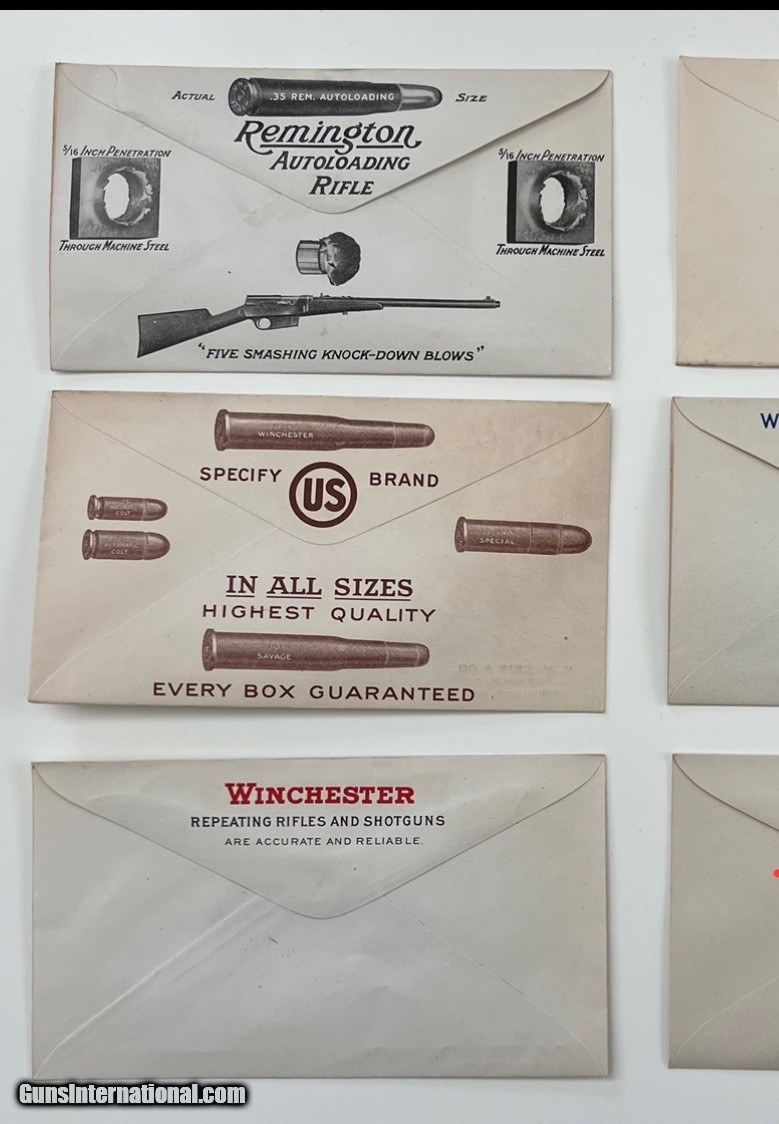 ACTUAL .35 REM. AUTOLOADING SIZE
Remington
AUTOLOADING
RIFLE
5/16 INCH PENETRATION
THROUGH MACHINE STEEL
5/16 INCH PENETRATION
THROUGH MACHINE STEEL
"FIVE SMASHING KNOCK-DOWN BLOWS"
WINCHESTER
SPECIFY US BRAND
COLT
AUTOMATIC
COLT
SPECIAL
IN ALL SIZES
HIGHEST QUALITY
SAVAGE
EVERY BOX GUARANTEED
W
WINCHESTER
REPEATING RIFLES AND SHOTGUNS
ARE ACCURATE AND RELIABLE.
GunsInternational.com